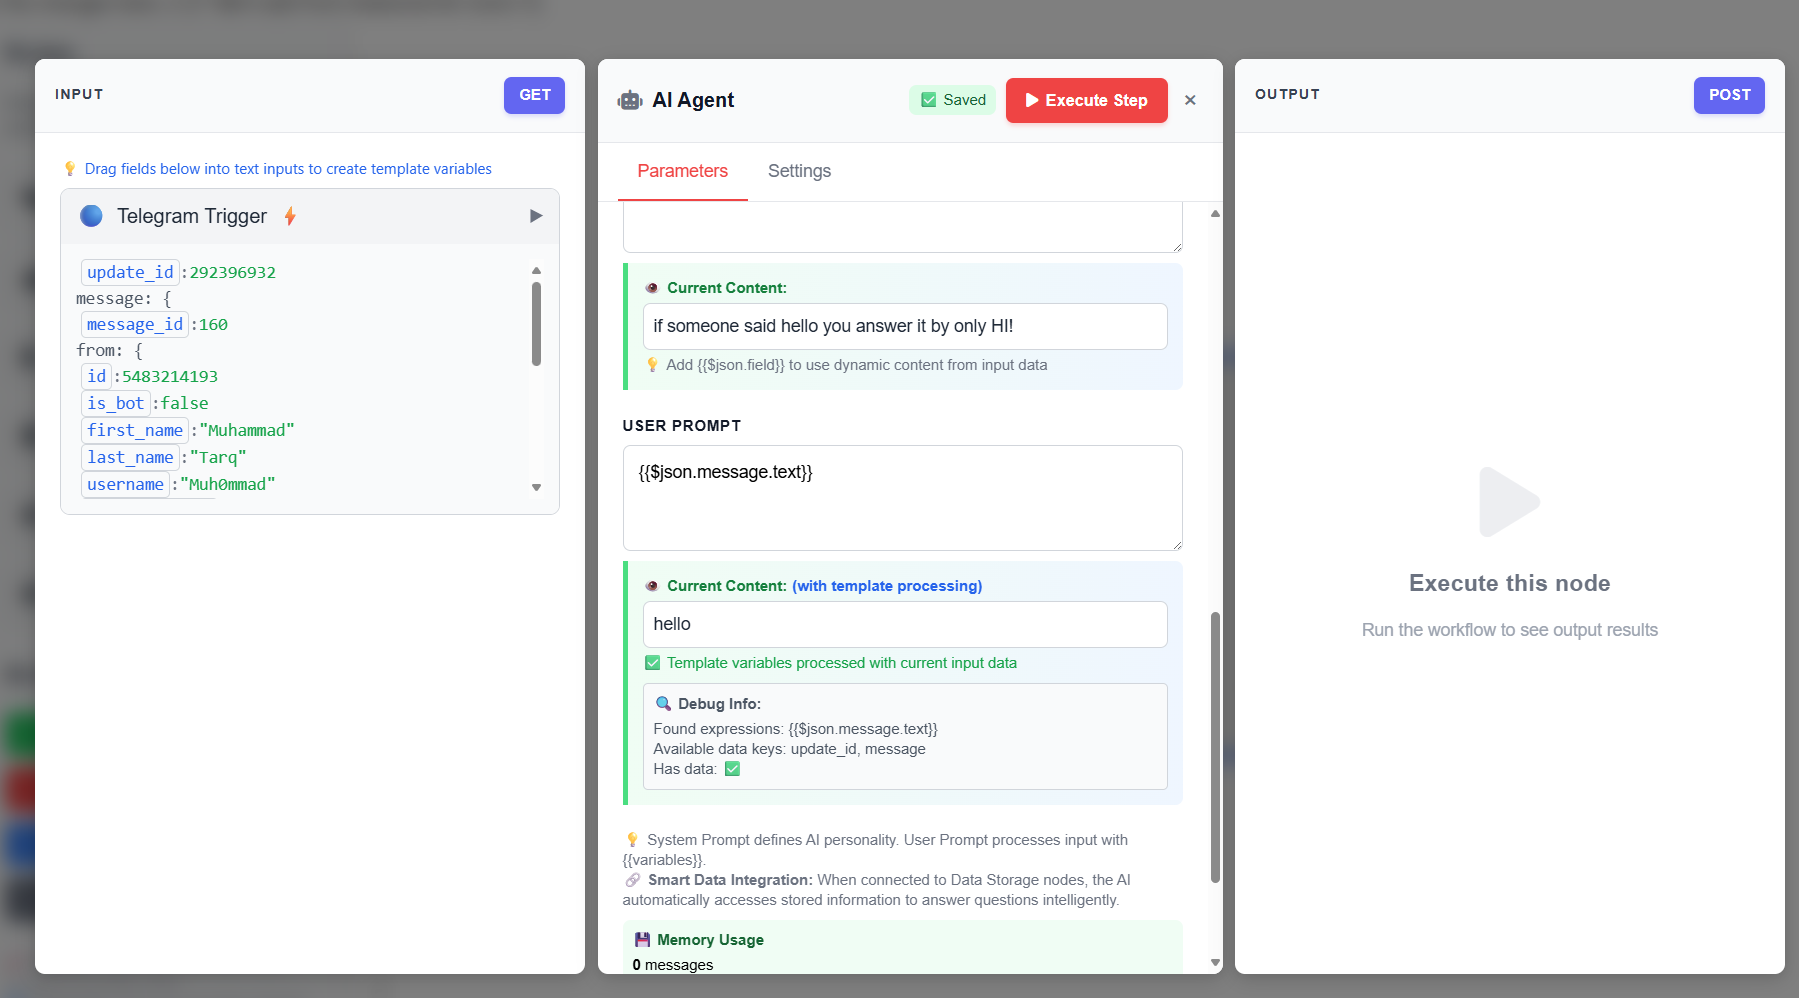 INPUT
GET
Drag fields below into text inputs to create template variables
Telegram Trigger
update_id:292396932
message: {
message_id:160
from: {
id:5483214193
is_bot:false
first_name:"Muhammad"
last_name:"Tarq"
username:"Muh0mmad"
AI Agent
Saved
Execute Step
×
Parameters
Settings
Current Content:
if someone said hello you answer it by only HI!
Add {{$json.field}} to use dynamic content from input data
USER PROMPT
{{$json.message.text}}
Current Content: (with template processing)
hello
Template variables processed with current input data
Debug Info:
Found expressions: {{$json.message.text}}
Available data keys: update_id, message
Has data:
System Prompt defines AI personality. User Prompt processes input with
{{variables}}.
Smart Data Integration: When connected to Data Storage nodes, the AI
automatically accesses stored information to answer questions intelligently.
Memory Usage
0 messages
OUTPUT
POST
Execute this node
Run the workflow to see output results